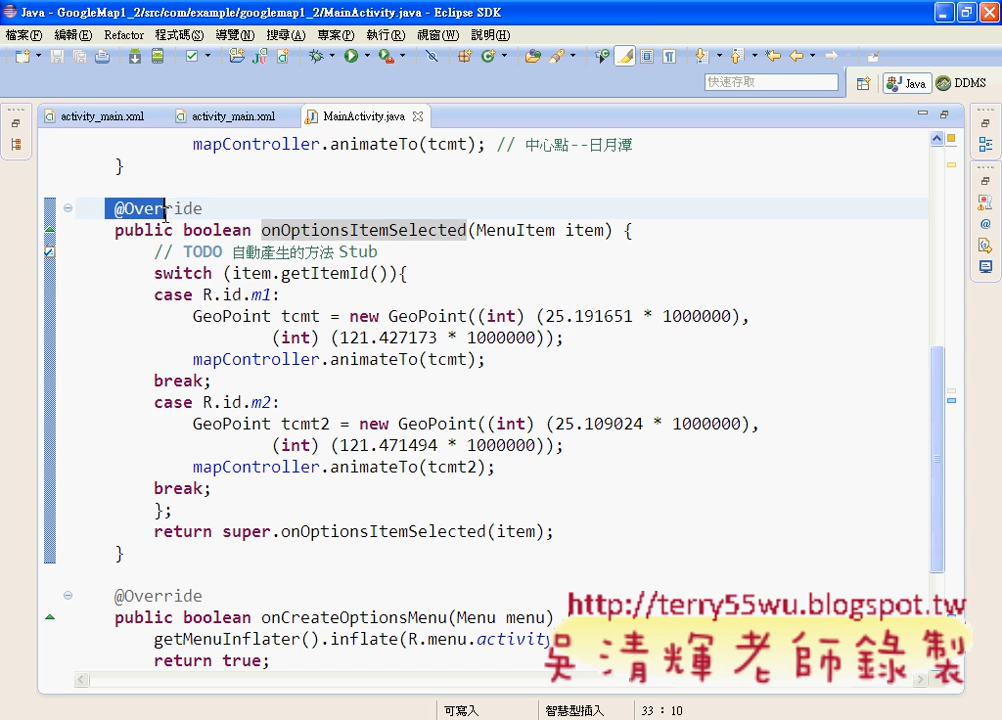 Java - GoogleMap1_2/src/com/example/googlemap1_2/MainActivity.java - Eclipse SDK
檔案(F) 編輯(E) Refactor 程式碼(S) 導覽(N) 搜尋(A) 專案(P) 執行(R) 視窗(W) 說明(H)
快速存取 Java DDMS
activity_main.xml activity_main.xml MainActivity.java
mapController.animateTo(tcmt); // 中心點--日月潭
}
@Override
public boolean onOptionsItemSelected(MenuItem item) {
// TODO 自動產生的方法 Stub
switch (item.getItemId()){
case R.id.m1:
GeoPoint tcmt = new GeoPoint((int) (25.191651 * 1000000),
(int) (121.427173 * 1000000));
mapController.animateTo(tcmt);
break;
case R.id.m2:
GeoPoint tcmt2 = new GeoPoint((int) (25.109024 * 1000000),
(int) (121.471494 * 1000000));
mapController.animateTo(tcmt2);
break;
};
return super.onOptionsItemSelected(item);
}
@Override
public boolean onCreateOptionsMenu(Menu menu)
getMenuInflater().inflate(R.menu.activity
return true;
http://terry55wu.blogspot.tw
吳清輝老師錄製
可寫入 智慧型插入 33 : 10